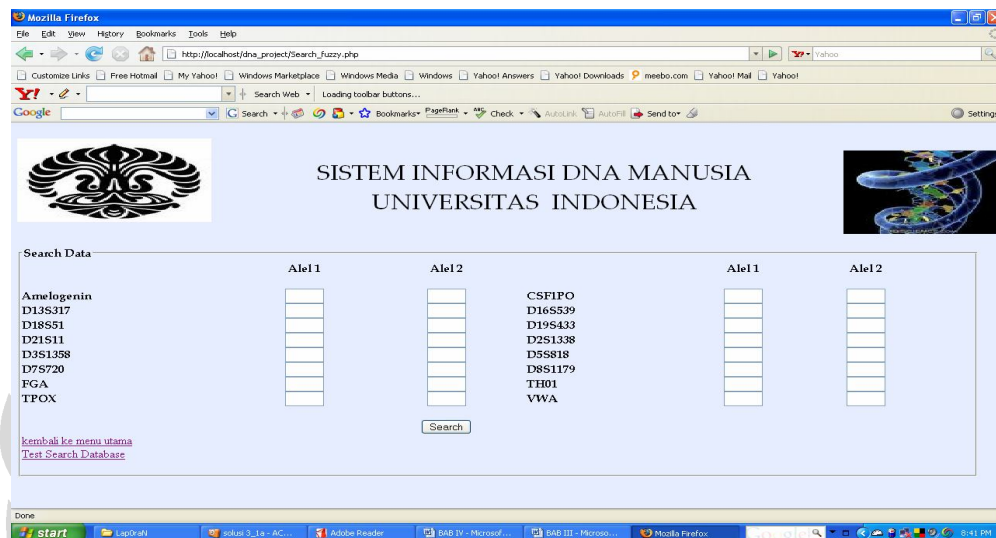 Mozilla Firefox
File Edit View History Bookmarks Tools Help
http://localhost/dna_project/Search_fuzzy.php Yahoo
Customize Links Free Hotmail My Yahoo! Windows Marketplace Windows Media Windows Yahoo! Answers Yahoo! Downloads meebo.com Yahoo! Mail Yahoo!
Y! Search Web Loading toolbar buttons...
Google Search Bookmarks PageRank Check AutoLink AutoFill Send to Settings
SISTEM INFORMASI DNA MANUSIA
UNIVERSITAS INDONESIA
Search Data
Alel 1 Alel 2 Alel 1 Alel 2
Amelogenin CSF1PO
D13S317 D16S539
D18S51 D19S433
D21S11 D2S1338
D3S1358 D5S818
D7S720 D8S1179
FGA TH01
TPOX VWA
Search
kembali ke menu utama
Test Search Database
Done
start Lap0raN solusi 3_1a - AC... Adobe Reader BAB IV - Microsof... BAB III - Microso... Mozilla Firefox Google 8:41 PM